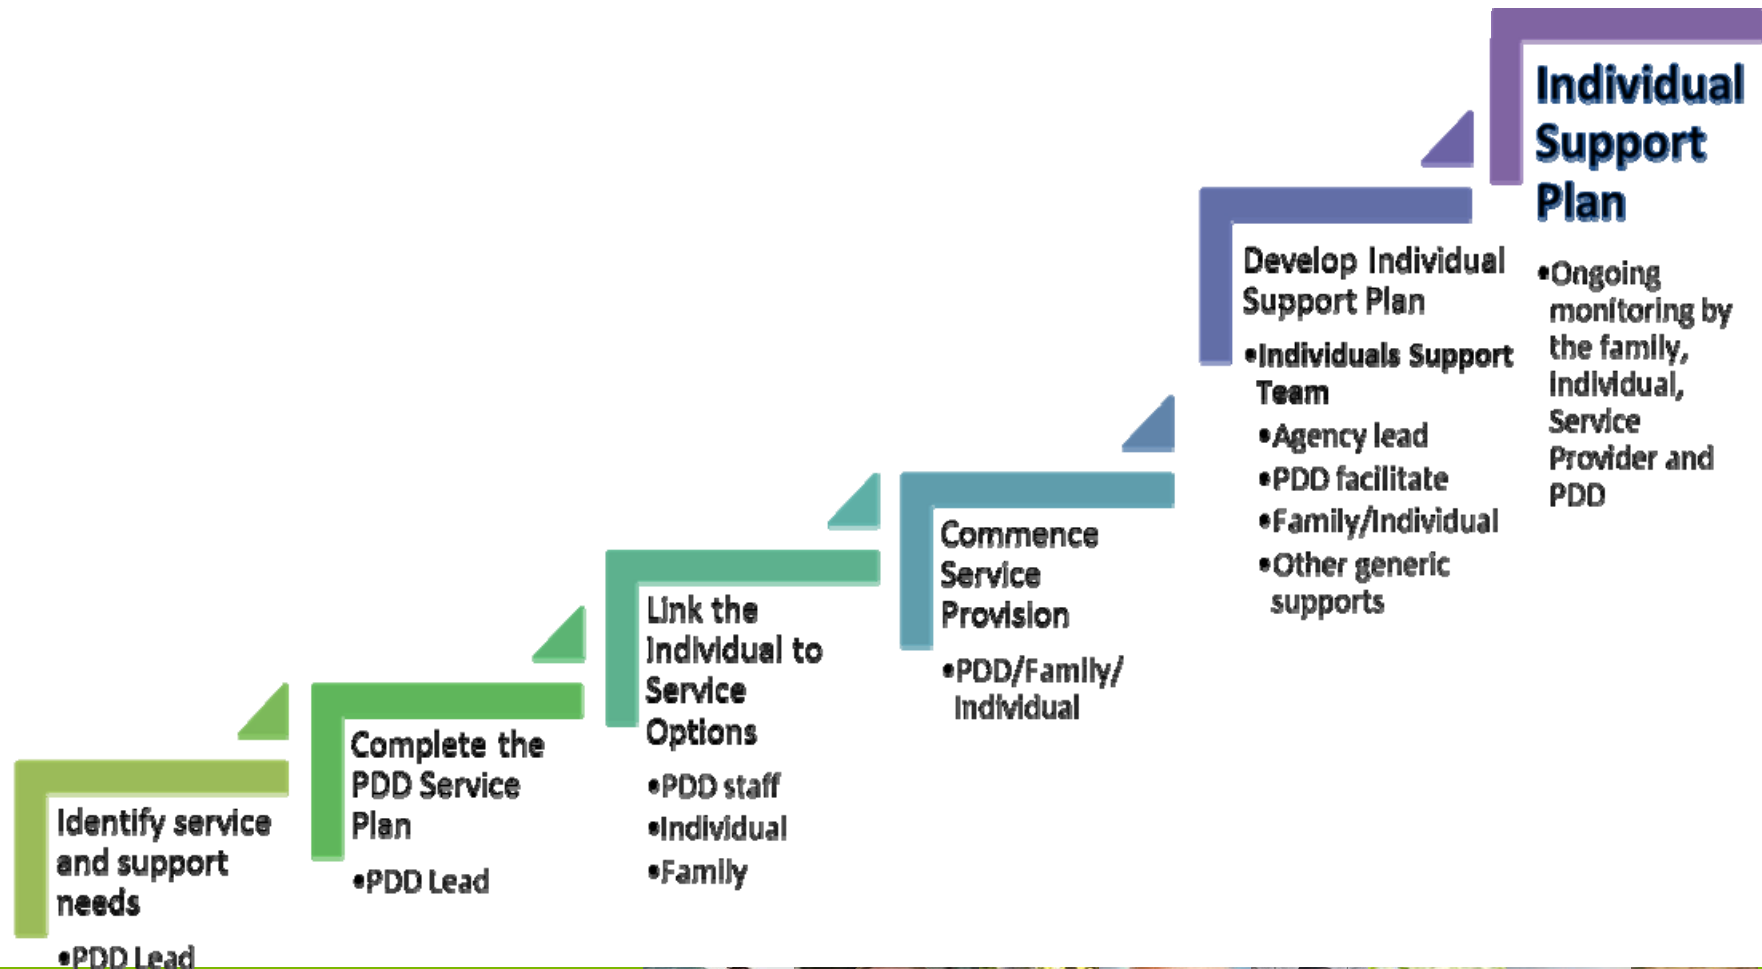 Identify service
and support
needs
•PDD Lead
Complete the
PDD Service
Plan
•PDD Lead
Link the
Individual to
Service
Options
•PDD staff
•Individual
•Family
Commence
Service
Provision
•PDD/Family/
Individual
Develop Individual
Support Plan
•Individuals Support
Team
•Agency lead
•PDD facilitate
•Family/Individual
•Other generic
supports
Individual
Support
Plan
•Ongoing
monitoring by
the family,
individual,
Service
Provider and
PDD